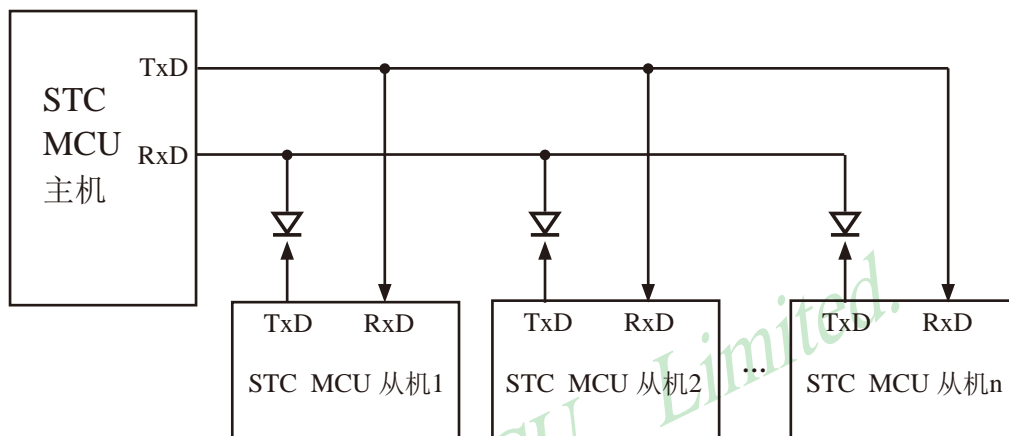 TxD
STC
MCU
RxD
主机
TxD RxD
TxD RxD
TxD RxD
STC MCU 从机1
STC MCU 从机2
...
STC MCU 从机n
MCU Limited.